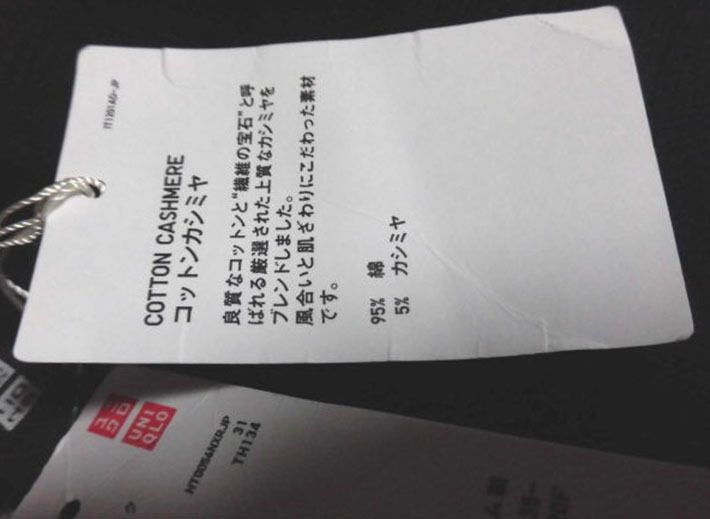 IT1201AG-JP
COTTON CASHMERE
コットンカシミヤ
良質なコットンと“繊維の宝石”と呼
ばれる厳選された上質なカシミヤを
ブレンドしました。
風合いと肌ざわりにこだわった素材
です。
95% 綿
5% カシミヤ
ユニ
クロ
UNI
QLO
HT0056NXRJP
31
TH134